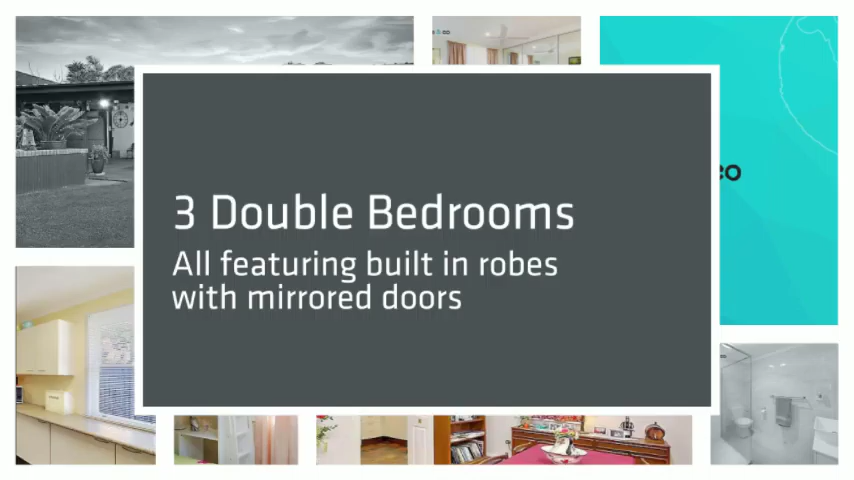 3 Double Bedrooms
All featuring built in robes
with mirrored doors